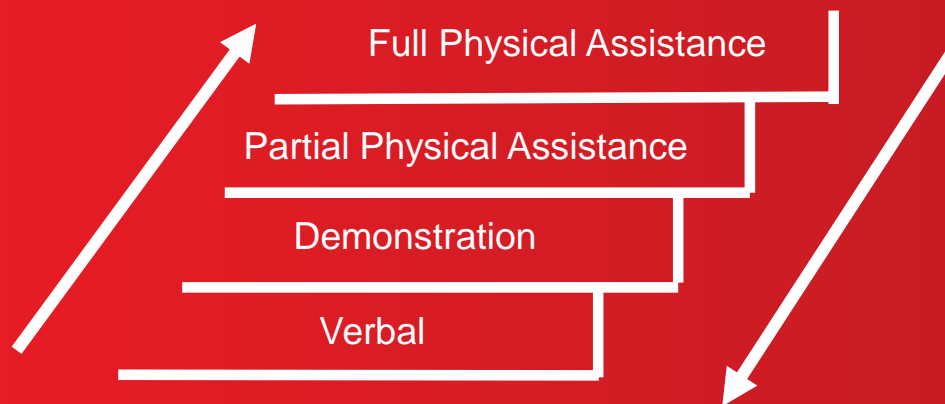 Full Physical Assistance
Partial Physical Assistance
Demonstration
Verbal